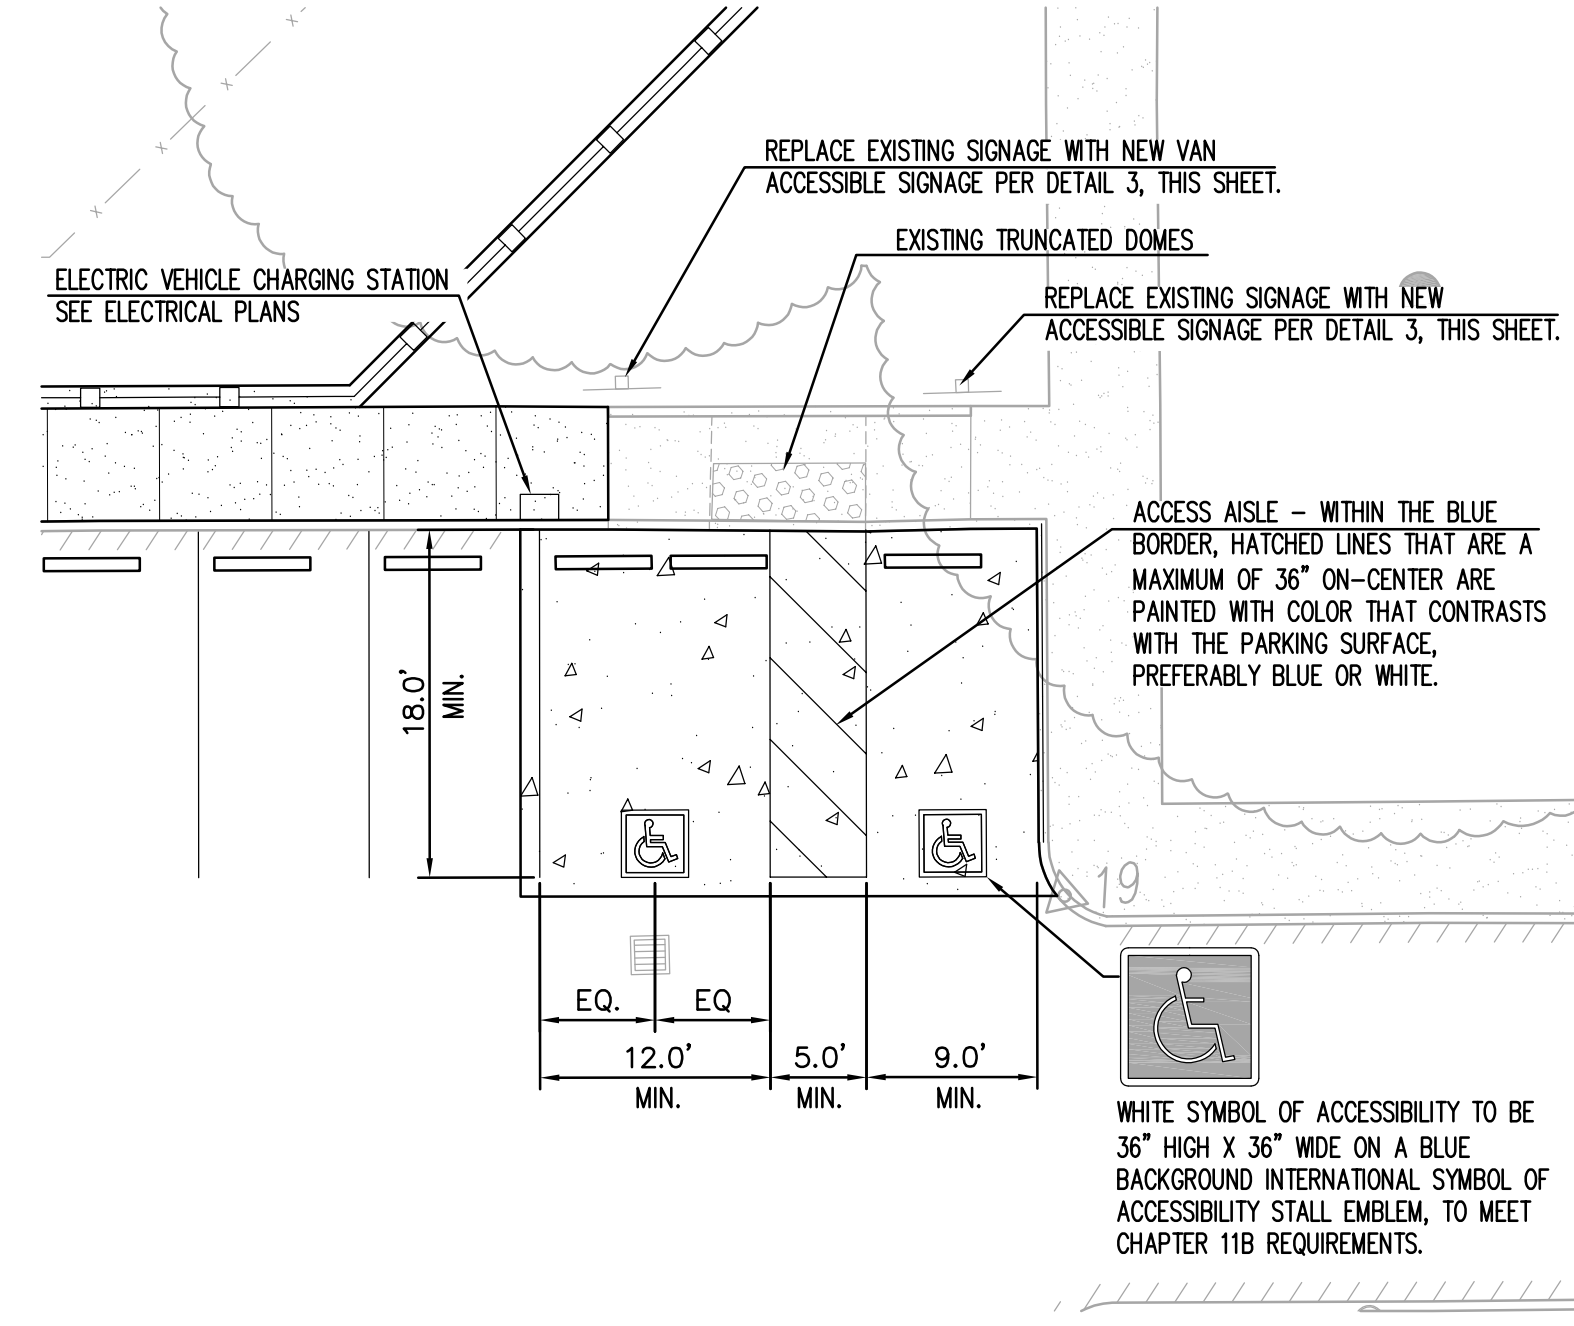 REPLACE EXISTING SIGNAGE WITH NEW VAN
ACCESSIBLE SIGNAGE PER DETAIL 3, THIS SHEET.
EXISTING TRUNCATED DOMES
ELECTRIC VEHICLE CHARGING STATION
SEE ELECTRICAL PLANS
REPLACE EXISTING SIGNAGE WITH NEW
ACCESSIBLE SIGNAGE PER DETAIL 3, THIS SHEET.
ACCESS AISLE – WITHIN THE BLUE
BORDER, HATCHED LINES THAT ARE A
MAXIMUM OF 36" ON-CENTER ARE
PAINTED WITH COLOR THAT CONTRASTS
WITH THE PARKING SURFACE,
PREFERABLY BLUE OR WHITE.
18.0'
MIN.
19
EQ.
EQ
12.0'
MIN.
5.0'
MIN.
9.0'
MIN.
WHITE SYMBOL OF ACCESSIBILITY TO BE
36" HIGH X 36" WIDE ON A BLUE
BACKGROUND INTERNATIONAL SYMBOL OF
ACCESSIBILITY STALL EMBLEM, TO MEET
CHAPTER 11B REQUIREMENTS.